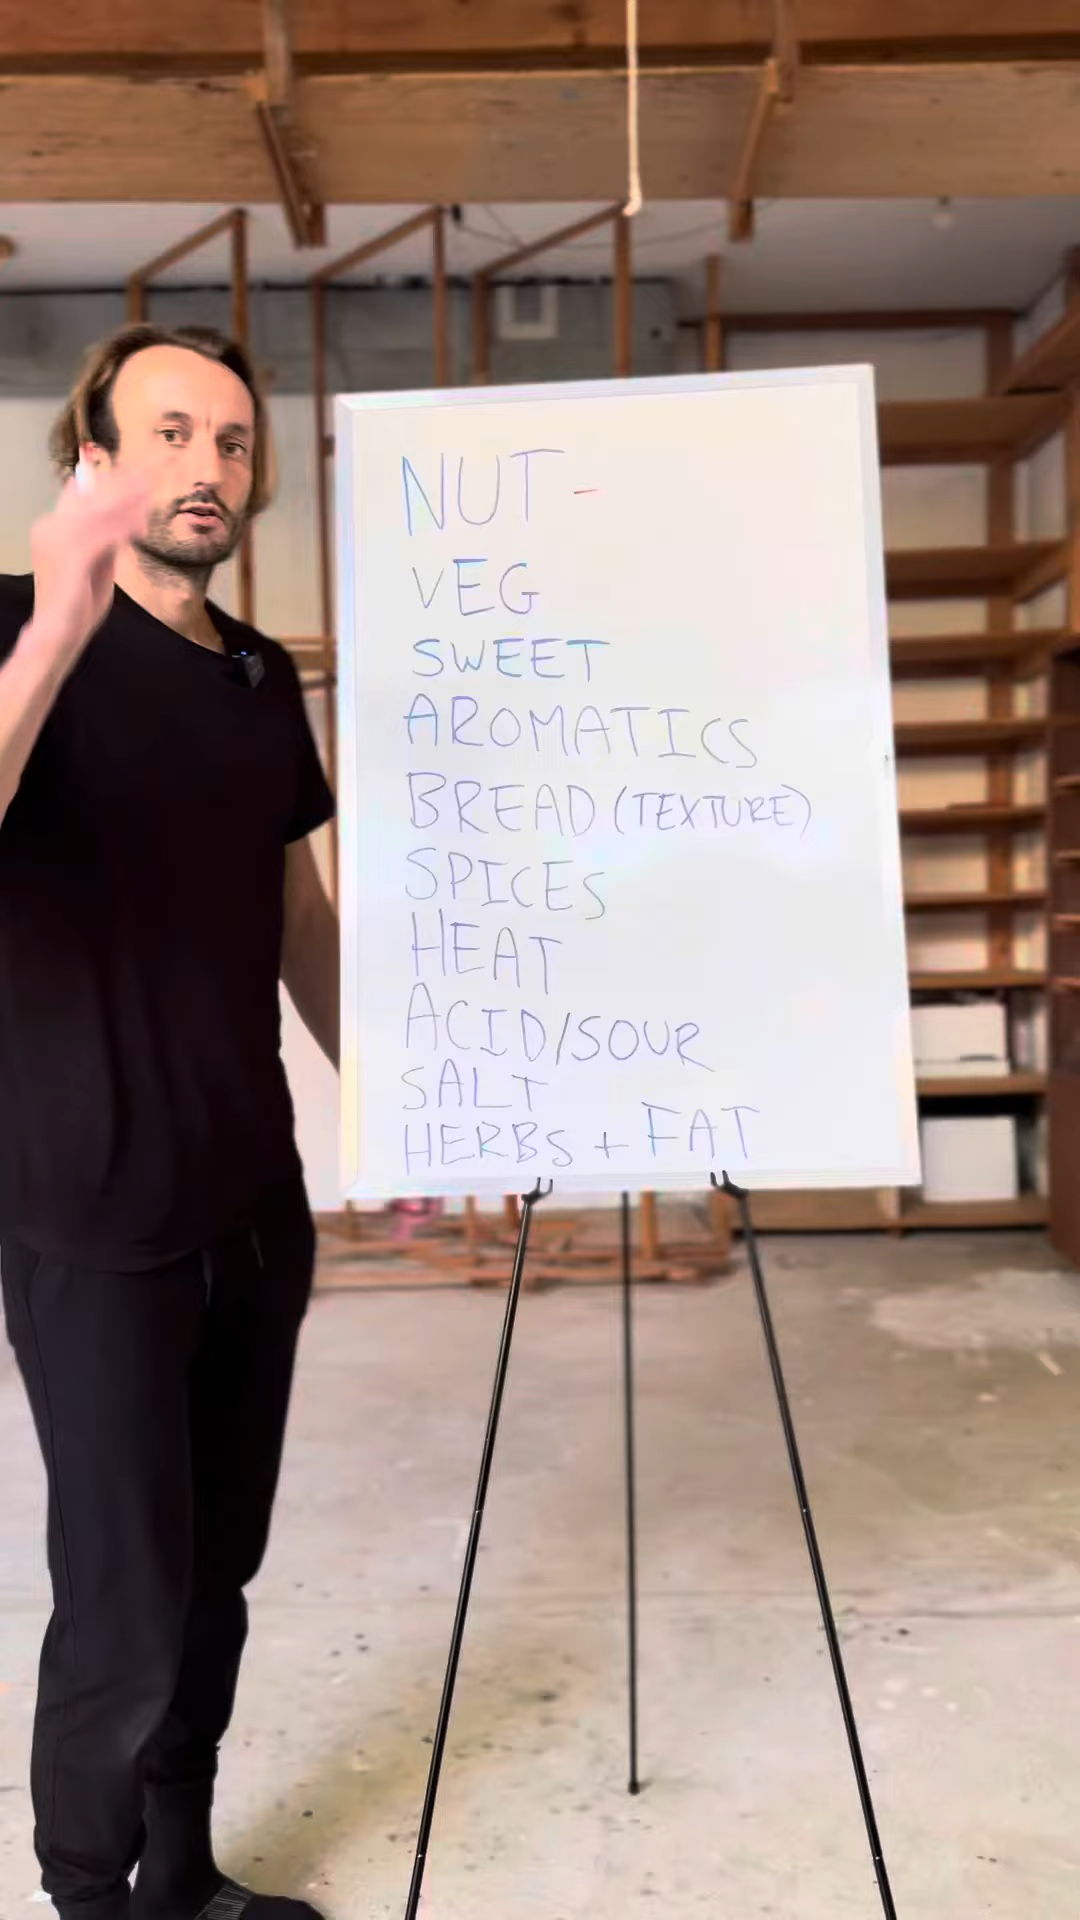 NUT -
VEG
SWEET
AROMATICS
BREAD (TEXTURE)
SPICES
HEAT
ACID/SOUR
SALT
HERBS + FAT